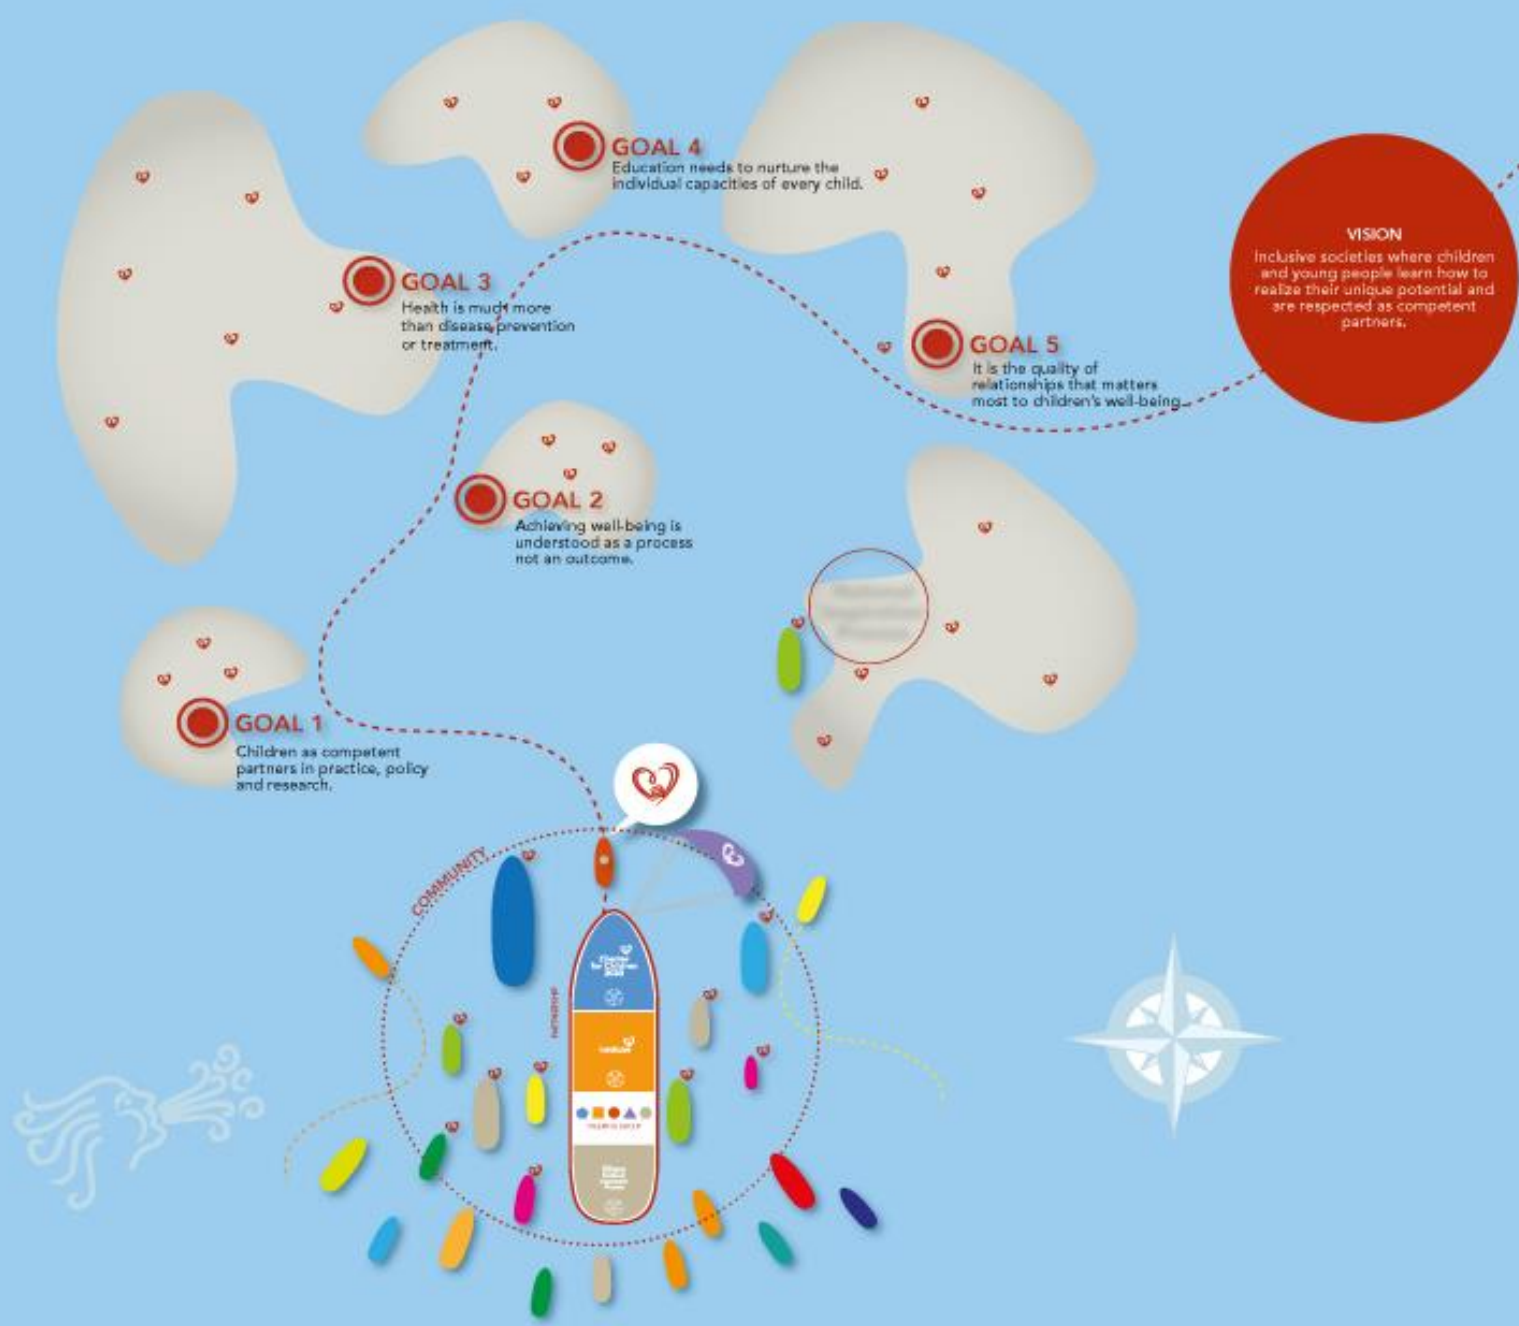 GOAL 4
Education needs to nurture the
individual capacities of every child.
GOAL 3
Health is much more
than disease prevention
or treatment.
VISION
Inclusive societies where children
and young people learn how to
realize their unique potential and
are respected as competent
partners.
GOAL 5
It is the quality of
relationships that matters
most to children's well-being.
GOAL 2
Achieving well-being is
understood as a process
not an outcome.
GOAL 1
Children as competent
partners in practice, policy
and research.
COMMUNITY
PARTNERSHIP